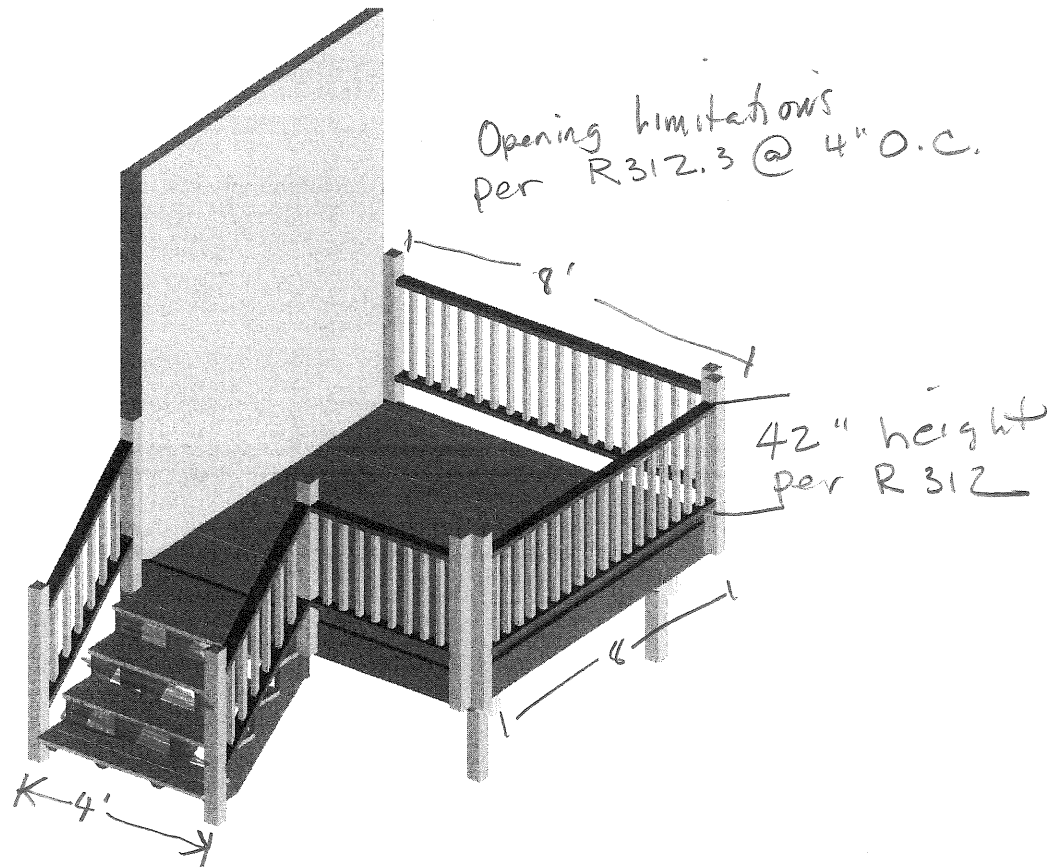 Opening Limitations
per R312.3 @ 4" O.C.
8'
42" height
per R312
8
4'